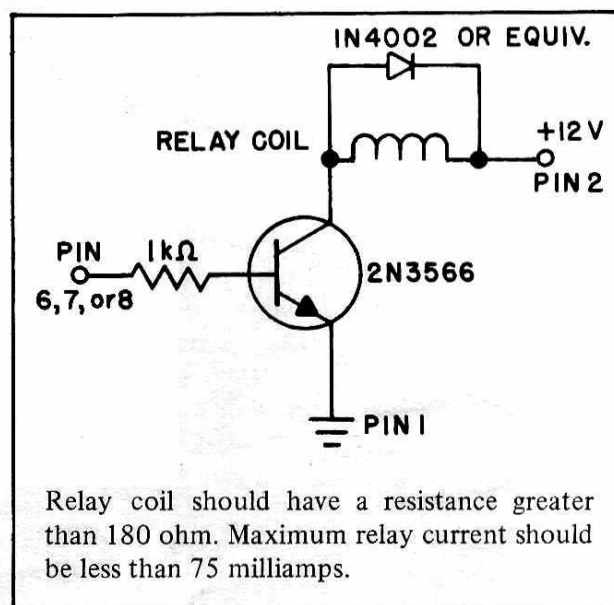 1N4002 OR EQUIV.
RELAY COIL
+12V
PIN 2
PIN
1kΩ
6,7,or8
2N3566
PIN 1
Relay coil should have a resistance greater
than 180 ohm. Maximum relay current should
be less than 75 milliamps.